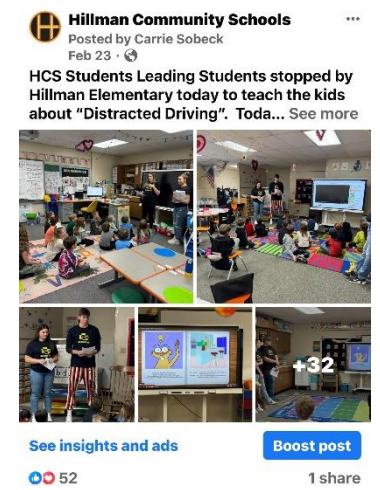 Hillman Community Schools
Posted by Carrie Sobeck
Feb 23 ·
HCS Students Leading Students stopped by
Hillman Elementary today to teach the kids
about "Distracted Driving". Toda... See more
+32
See insights and ads
Boost post
52
1 share